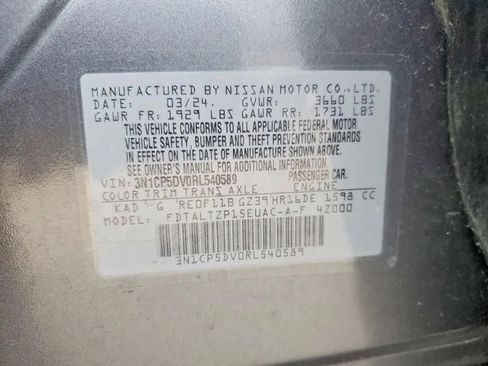 MANUFACTURED BY NISSAN MOTOR CO., LTD.
DATE: 03/24. GVWR: 3660 LBS
GAWR FR: 1929 LBS GAWR RR: 1731 LBS
THIS VEHICLE CONFORMS TO ALL APPLICABLE FEDERAL MOTOR
VEHICLE SAFETY, BUMPER AND THEFT PREVENTION STANDARDS
IN EFFECT ON THE DATE OF MANUFACTURE SHOWN ABOVE.
SEE OWNER'S MANUAL FOR ADDITIONAL INFORMATION.
VIN: 3N1CP5DV0RL540589 PASSENGER CAR
COLOR TRIM TRANS AXLE ENGINE
KAD G RE0F11B GZ39 HR16DE 1598 CC
MODEL: FDTALTZP15EUAC-A-F 42000
3N1CP5DV0RL540589